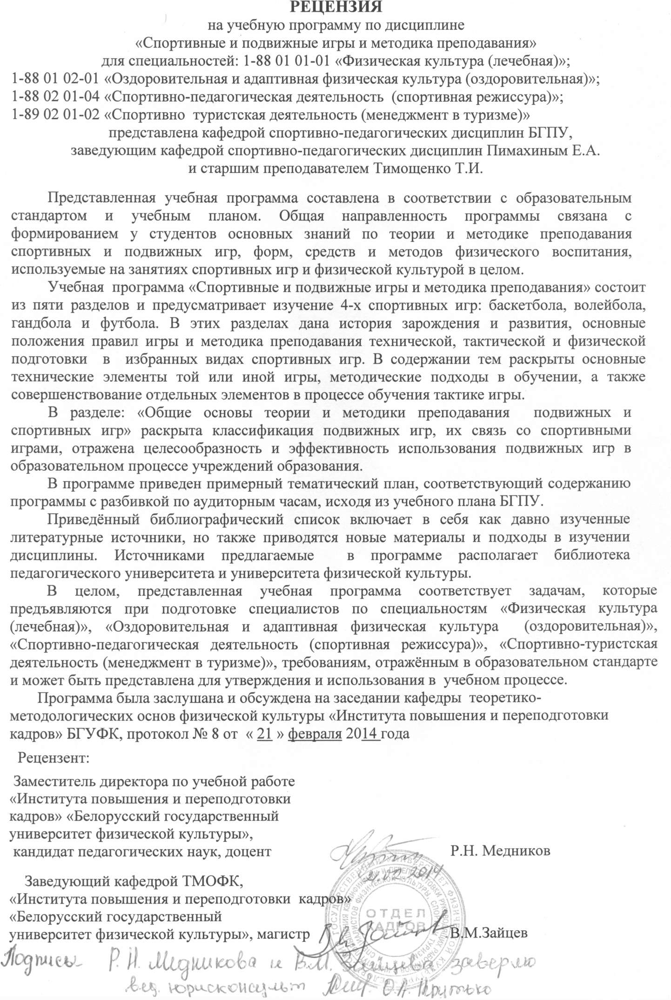 РЕЦЕНЗИЯ
на учебную программу по дисциплине
«Спортивные и подвижные игры и методика преподавания»
для специальностей: 1-88 01 01-01 «Физическая культура (лечебная)»;
1-88 01 02-01 «Оздоровительная и адаптивная физическая культура (оздоровительная)»;
1-88 02 01-04 «Спортивно-педагогическая деятельность (спортивная режиссура)»;
1-89 02 01-02 «Спортивно туристская деятельность (менеджмент в туризме)»
представлена кафедрой спортивно-педагогических дисциплин БГПУ,
заведующим кафедрой спортивно-педагогических дисциплин Пимахиным Е.А.
и старшим преподавателем Тимощенко Т.И.
Представленная учебная программа составлена в соответствии с образовательным
стандартом и учебным планом. Общая направленность программы связана с
формированием у студентов основных знаний по теории и методике преподавания
спортивных и подвижных игр, форм, средств и методов физического воспитания,
используемые на занятиях спортивных игр и физической культурой в целом.
Учебная программа «Спортивные и подвижные игры и методика преподавания» состоит
из пяти разделов и предусматривает изучение 4-х спортивных игр: баскетбола, волейбола,
гандбола и футбола. В этих разделах дана история зарождения и развития, основные
положения правил игры и методика преподавания технической, тактической и физической
подготовки в избранных видах спортивных игр. В содержании тем раскрыты основные
технические элементы той или иной игры, методические подходы в обучении, а также
совершенствование отдельных элементов в процессе обучения тактике игры.
В разделе: «Общие основы теории и методики преподавания подвижных и
спортивных игр» раскрыта классификация подвижных игр, их связь со спортивными
играми, отражена целесообразность и эффективность использования подвижных игр в
образовательном процессе учреждений образования.
В программе приведен примерный тематический план, соответствующий содержанию
программы с разбивкой по аудиторным часам, исходя из учебного плана БГПУ.
Приведённый библиографический список включает в себя как давно изученные
литературные источники, но также приводятся новые материалы и подходы в изучении
дисциплины. Источниками предлагаемые в программе располагает библиотека
педагогического университета и университета физической культуры.
В целом, представленная учебная программа соответствует задачам, которые
предъявляются при подготовке специалистов по специальностям «Физическая культура
(лечебная)», «Оздоровительная и адаптивная физическая культура (оздоровительная)»,
«Спортивно-педагогическая деятельность (спортивная режиссура)», «Спортивно-туристская
деятельность (менеджмент в туризме)», требованиям, отражённым в образовательном стандарте
и может быть представлена для утверждения и использования в учебном процессе.
Программа была заслушана и обсуждена на заседании кафедры теоретико-
методологических основ физической культуры «Института повышения и переподготовки
кадров» БГУФК, протокол № 8 от « 21 » февраля 2014 года
Рецензент:
Заместитель директора по учебной работе
«Института повышения и переподготовки
кадров» «Белорусский государственный
университет физической культуры»,
кандидат педагогических наук, доцент Р.Н. Медников
21.02.2014
Заведующий кафедрой ТМОФК,
«Института повышения и переподготовки кадров»
«Белорусский государственный
университет физической культуры», магистр В.М.Зайцев
ОТДЕЛ
КАДРОВ
Подписи Р.Н. Медникова и В.М. Зайцева заверяю
вед. юрисконсульт О.А. Крутько